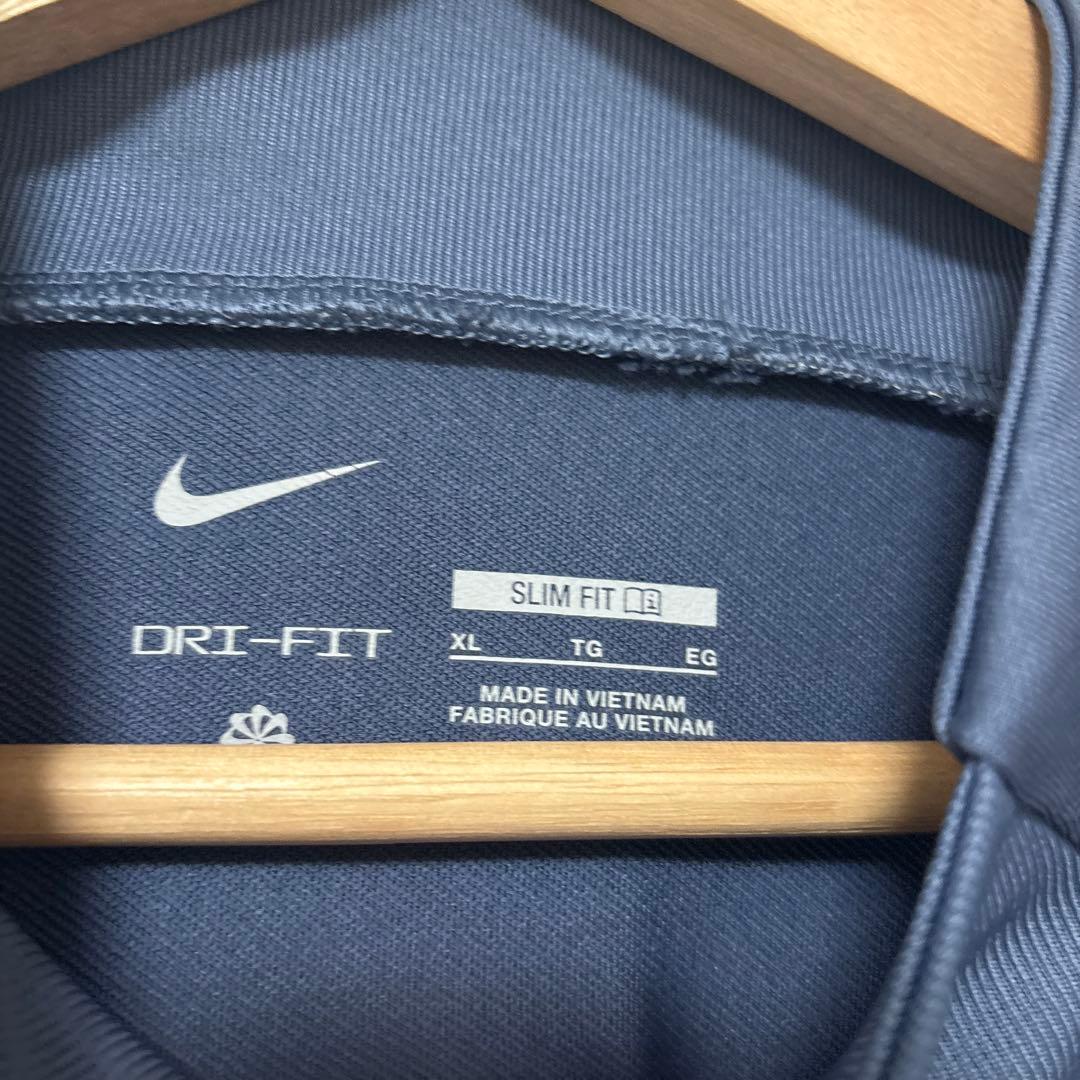 DRI-FIT
SLIM FIT
XL TG EG
MADE IN VIETNAM
FABRIQUE AU VIETNAM